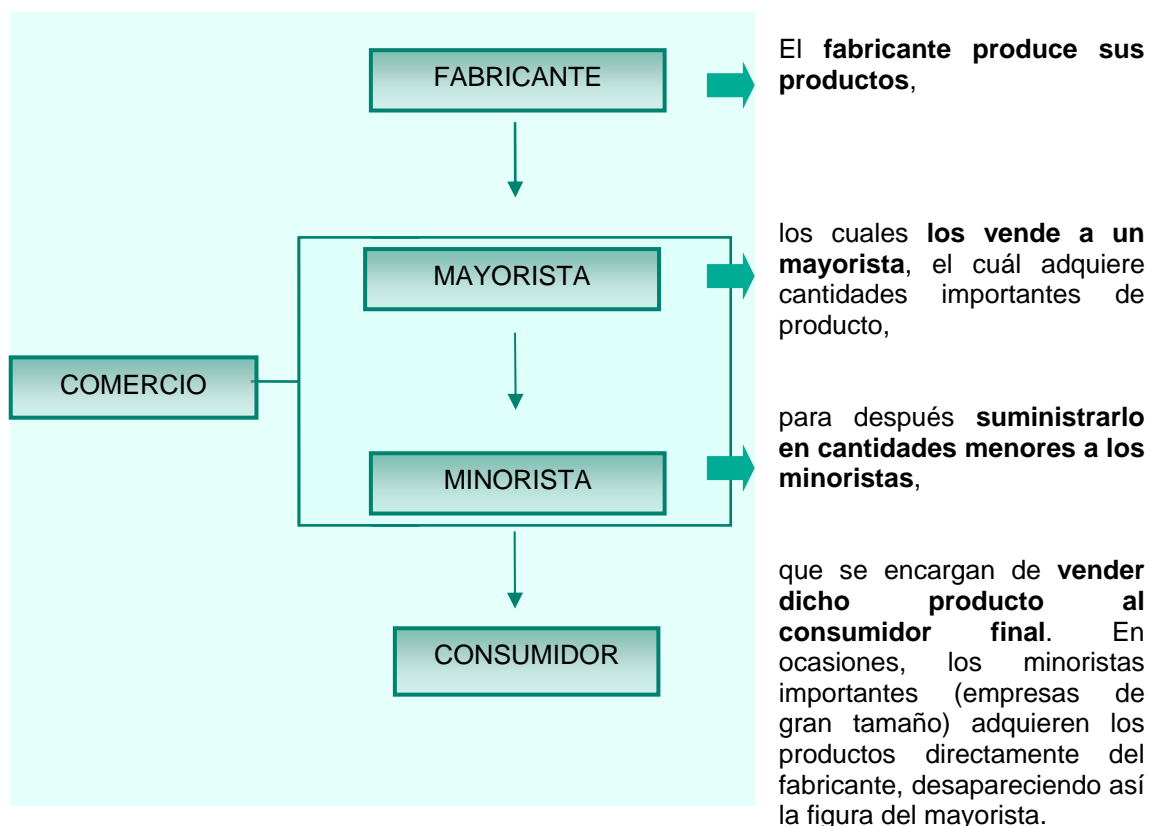 FABRICANTE
El fabricante produce sus
productos,
MAYORISTA
los cuales los vende a un
mayorista, el cuál adquiere
cantidades importantes de
producto,
COMERCIO
MINORISTA
para después suministrarlo
en cantidades menores a los
minoristas,
CONSUMIDOR
que se encargan de vender
dicho producto al
consumidor final. En
ocasiones, los minoristas
importantes (empresas de
gran tamaño) adquieren los
productos directamente del
fabricante, desapareciendo así
la figura del mayorista.